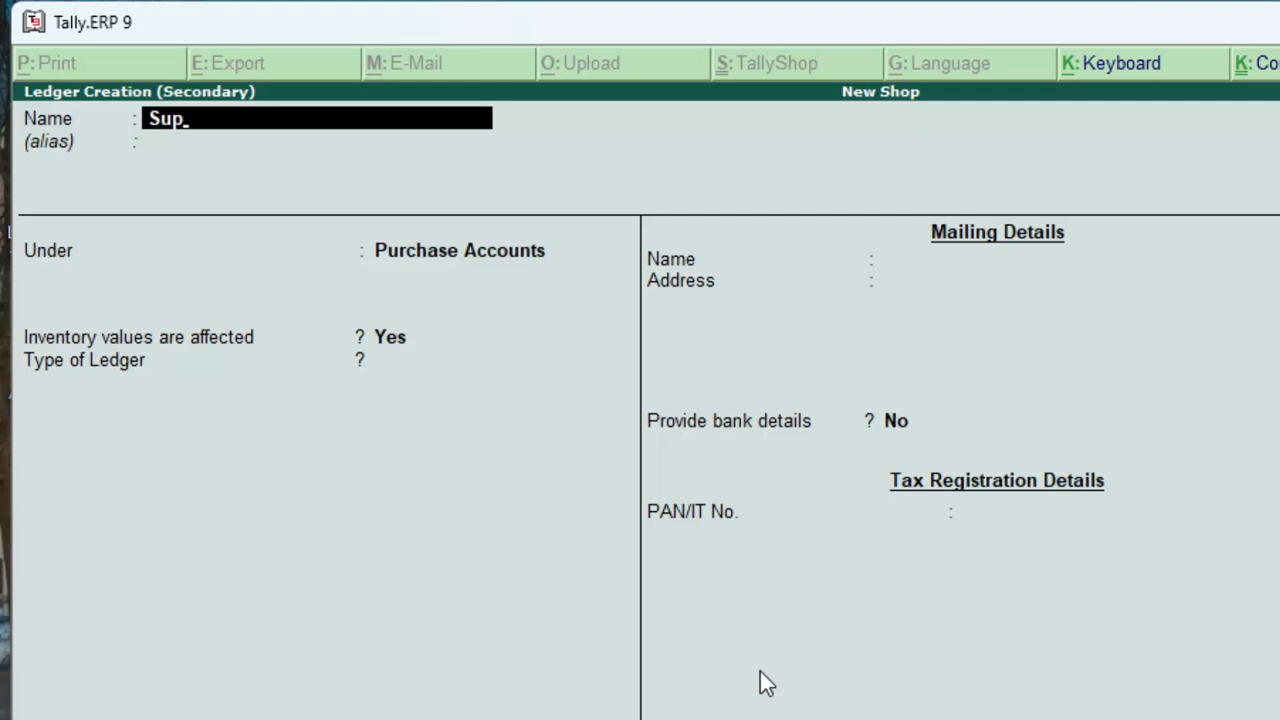 Tally.ERP 9
P: Print E: Export M: E-Mail O: Upload S: TallyShop G: Language K: Keyboard K: Co
Ledger Creation (Secondary) New Shop
Name : Sup_
(alias) :
Mailing Details
Under : Purchase Accounts
Name :
Address :
Inventory values are affected ? Yes
Type of Ledger ?
Provide bank details ? No
Tax Registration Details
PAN/IT No. :